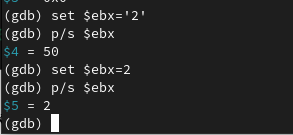 (gdb) set $ebx='2'
(gdb) p/s $ebx
$4 = 50
(gdb) set $ebx=2
(gdb) p/s $ebx
$5 = 2
(gdb)